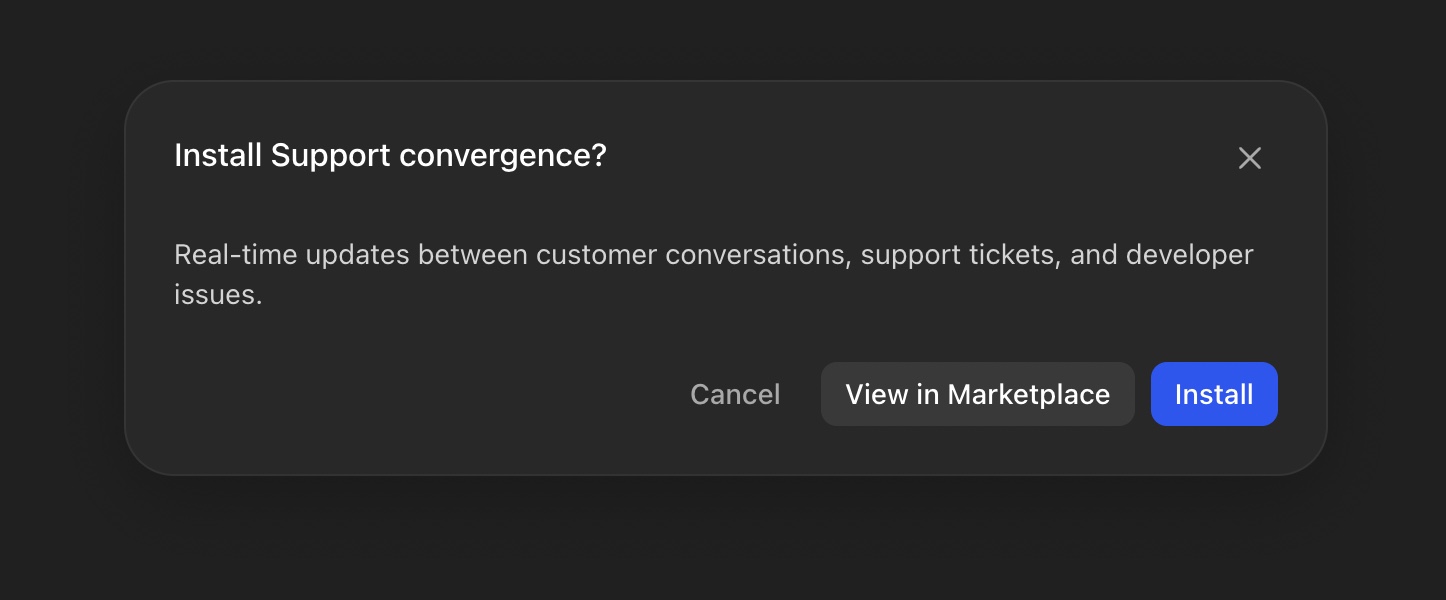 Install Support convergence?
Real-time updates between customer conversations, support tickets, and developer
issues.
Cancel
View in Marketplace
Install